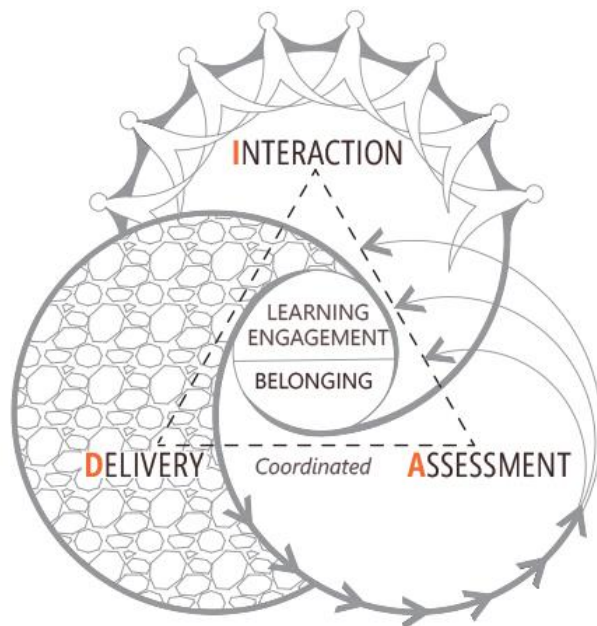 INTERACTION
LEARNING
ENGAGEMENT
BELONGING
DELIVERY
Coordinated
ASSESSMENT